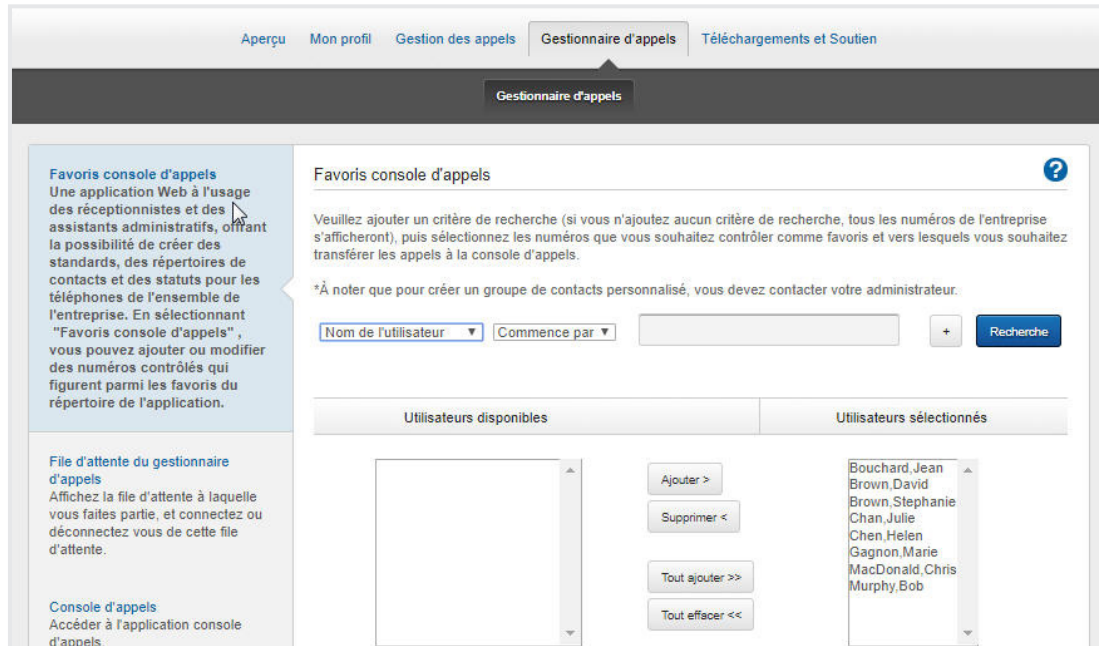 Aperçu Mon profil Gestion des appels Gestionnaire d'appels Téléchargements et Soutien
Gestionnaire d'appels
Favoris console d'appels
Une application Web à l'usage
des réceptionnistes et des
assistants administratifs, offrant
la possibilité de créer des
standards, des répertoires de
contacts et des statuts pour les
téléphones de l'ensemble de
l'entreprise. En sélectionnant
"Favoris console d'appels" ,
vous pouvez ajouter ou modifier
des numéros contrôlés qui
figurent parmi les favoris du
répertoire de l'application.
File d'attente du gestionnaire
d'appels
Affichez la file d'attente à laquelle
vous faites partie, et connectez ou
déconnectez vous de cette file
d'attente.
Console d'appels
Accéder à l'application console
d'appels
Favoris console d'appels
?
Veuillez ajouter un critère de recherche (si vous n'ajoutez aucun critère de recherche, tous les numéros de l'entreprise
s'afficheront), puis sélectionnez les numéros que vous souhaitez contrôler comme favoris et vers lesquels vous souhaitez
transférer les appels à la console d'appels.
*À noter que pour créer un groupe de contacts personnalisé, vous devez contacter votre administrateur.
Nom de l'utilisateur Commence par + Recherche
Utilisateurs disponibles Utilisateurs sélectionnés
Ajouter >
Supprimer <
Tout ajouter >>
Tout effacer <<
Bouchard,Jean
Brown,David
Brown,Stephanie
Chan,Julie
Chen,Helen
Gagnon,Marie
MacDonald,Chris
Murphy,Bob